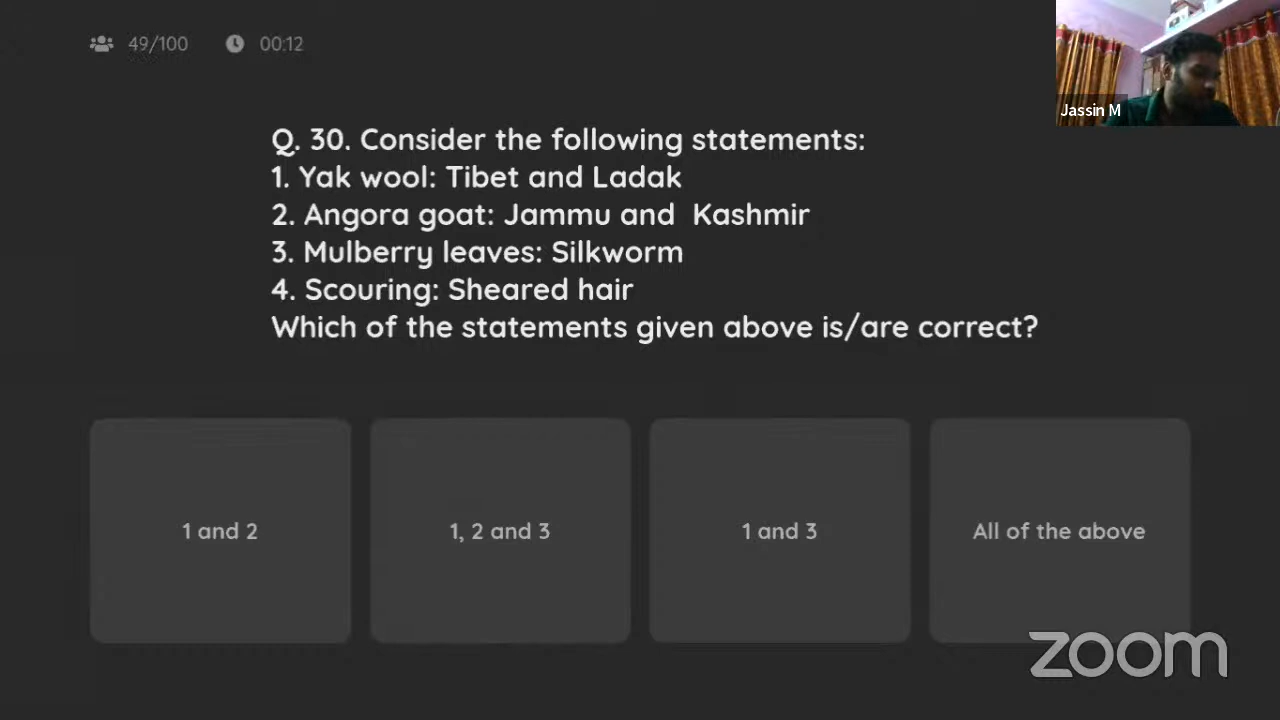 49/100 00:12
Jassin M
Q. 30. Consider the following statements:
1. Yak wool: Tibet and Ladak
2. Angora goat: Jammu and Kashmir
3. Mulberry leaves: Silkworm
4. Scouring: Sheared hair
Which of the statements given above is/are correct?
1 and 2
1, 2 and 3
1 and 3
All of the above
zoom